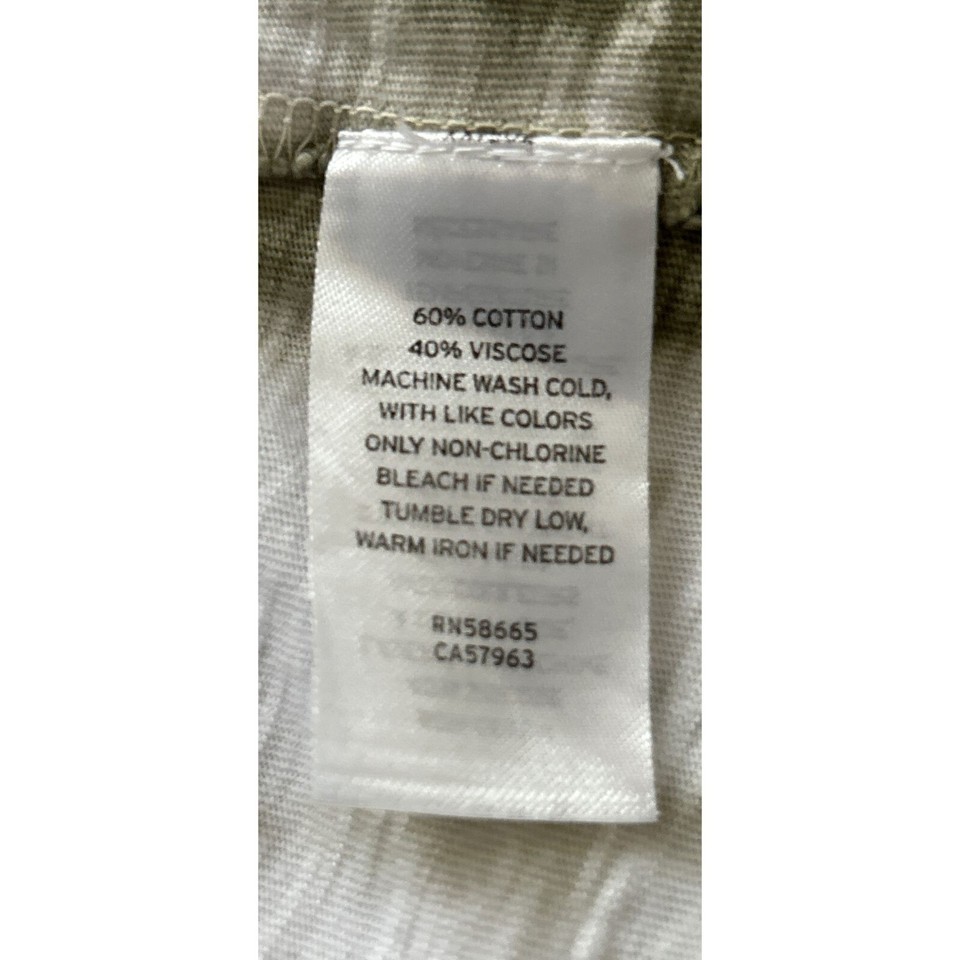 60% COTTON
40% VISCOSE
MACHINE WASH COLD,
WITH LIKE COLORS
ONLY NON-CHLORINE
BLEACH IF NEEDED
TUMBLE DRY LOW,
WARM IRON IF NEEDED
RN58665
CA57963